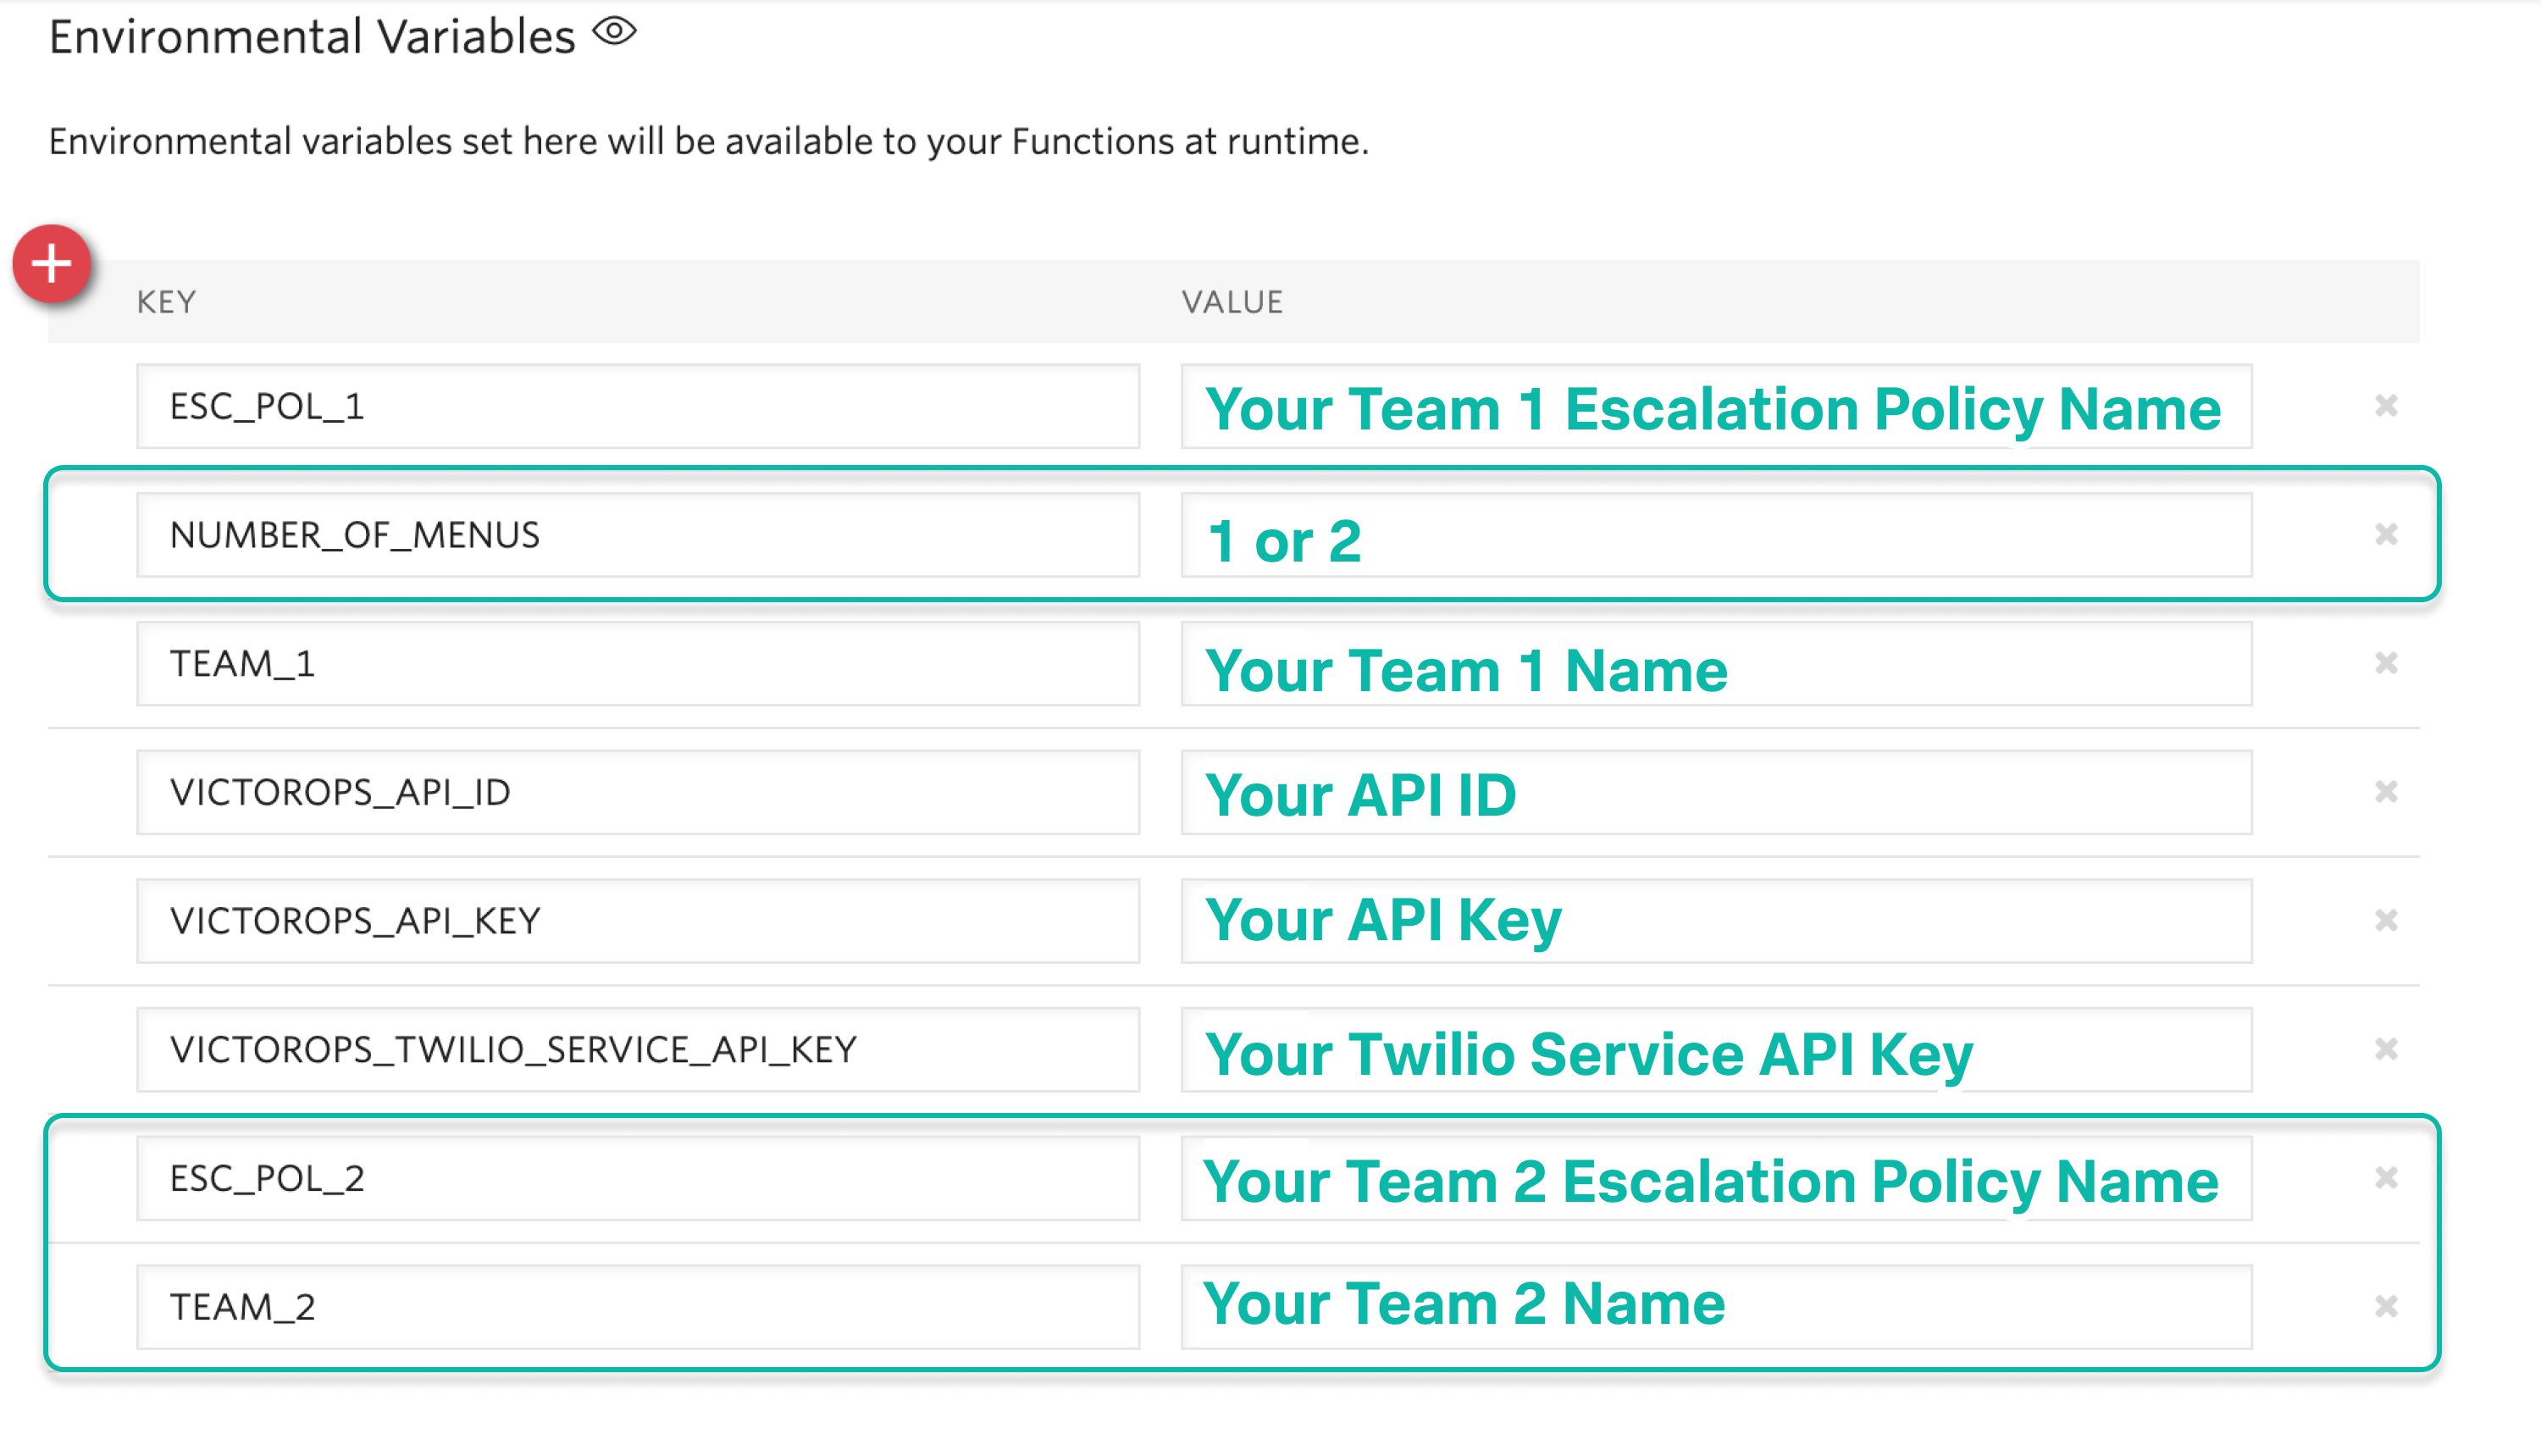 Environmental Variables
Environmental variables set here will be available to your Functions at runtime.
KEY VALUE
ESC_POL_1 Your Team 1 Escalation Policy Name
NUMBER_OF_MENUS 1 or 2
TEAM_1 Your Team 1 Name
VICTOROPS_API_ID Your API ID
VICTOROPS_API_KEY Your API Key
VICTOROPS_TWILIO_SERVICE_API_KEY Your Twilio Service API Key
ESC_POL_2 Your Team 2 Escalation Policy Name
TEAM_2 Your Team 2 Name